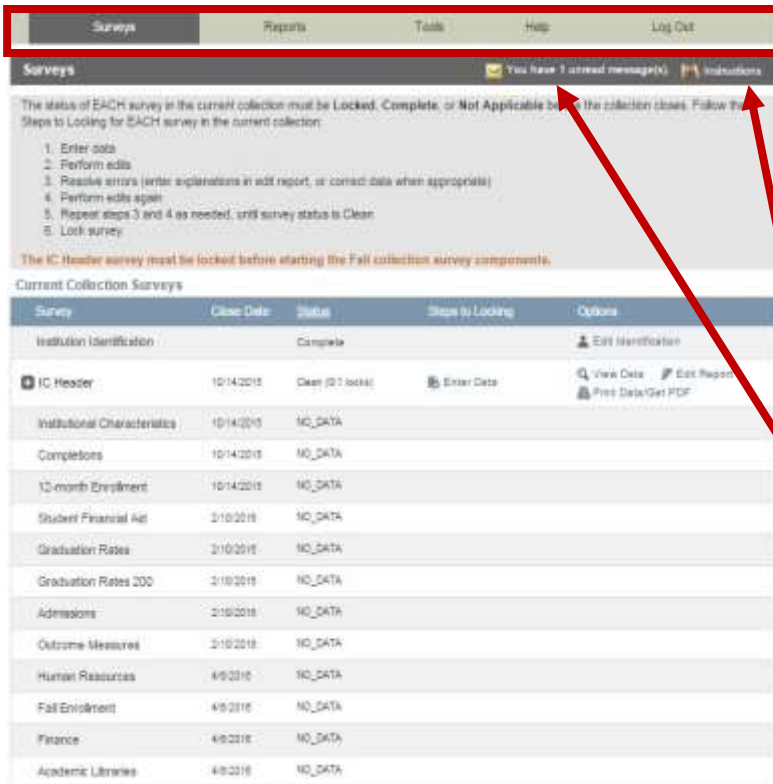 Surveys Reports Tools Help Log Out
Surveys You have 1 unread message(s) Instructions
The status of EACH survey in the current collection must be Locked, Complete, or Not Applicable be the collection closes. Follow the
Steps to Locking for EACH survey in the current collection:
1. Enter data
2. Perform edits
3. Resolve errors (enter explanations in edit report, or correct data when appropriate)
4. Perform edits again
5. Repeat steps 3 and 4 as needed, until survey status is Clean
6. Lock survey
The IC Header survey must be locked before starting the Fall collection survey components.
Current Collection Surveys
Survey Close Date Status Steps to Locking Options
Institution Identification Complete Edit Identification
IC Header 10/14/2015 Clean (0/1 locks) Enter Data View Data Edit Report
Print Data/Get PDF
Institutional Characteristics 10/14/2015 NO_DATA
Completions 10/14/2015 NO_DATA
12-month Enrollment 10/14/2015 NO_DATA
Student Financial Aid 2/10/2016 NO_DATA
Graduation Rates 2/10/2016 NO_DATA
Graduation Rates 200 2/10/2016 NO_DATA
Admissions 2/10/2016 NO_DATA
Outcome Measures 2/10/2016 NO_DATA
Human Resources 4/6/2016 NO_DATA
Fall Enrollment 4/6/2016 NO_DATA
Finance 4/6/2016 NO_DATA
Academic Libraries 4/6/2016 NO_DATA